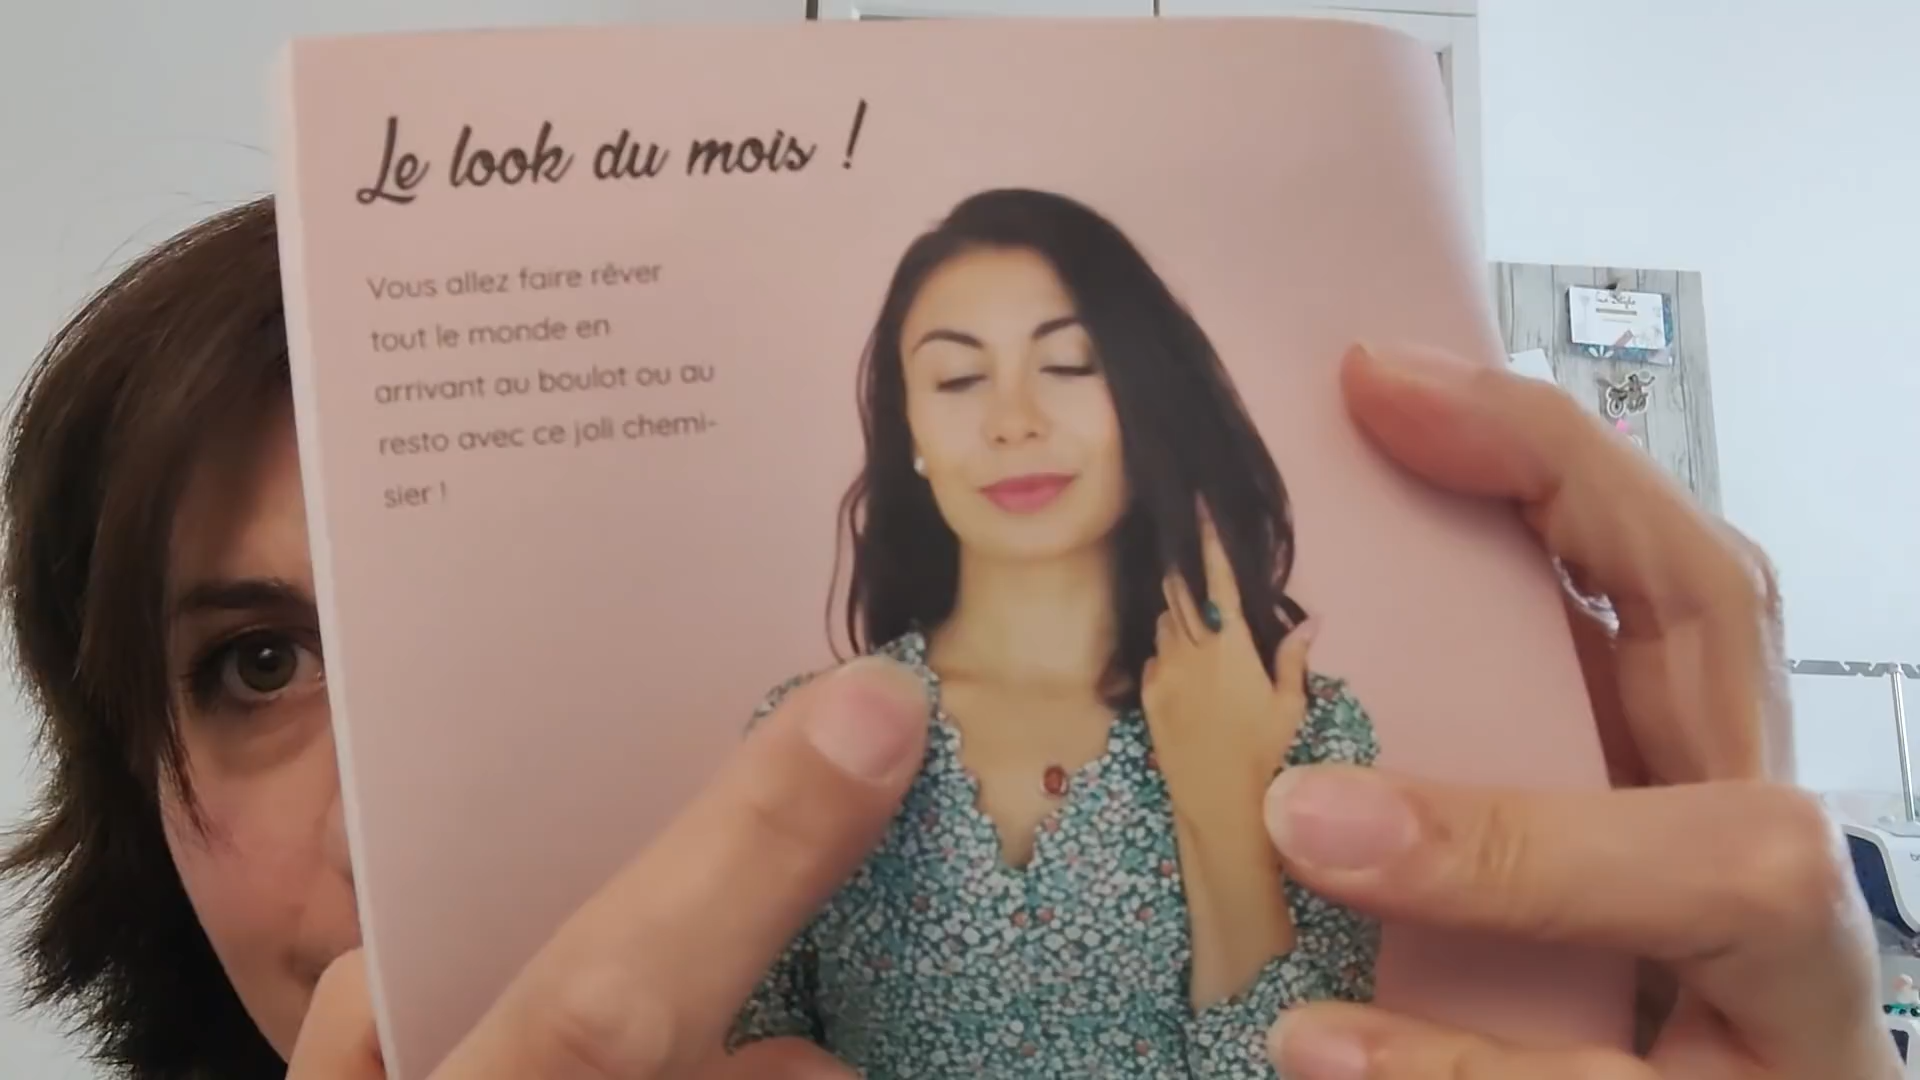 Le look du mois !
Vous allez faire rêver
tout le monde en
arrivant au boulot ou au
resto avec ce joli chemi-
sier !